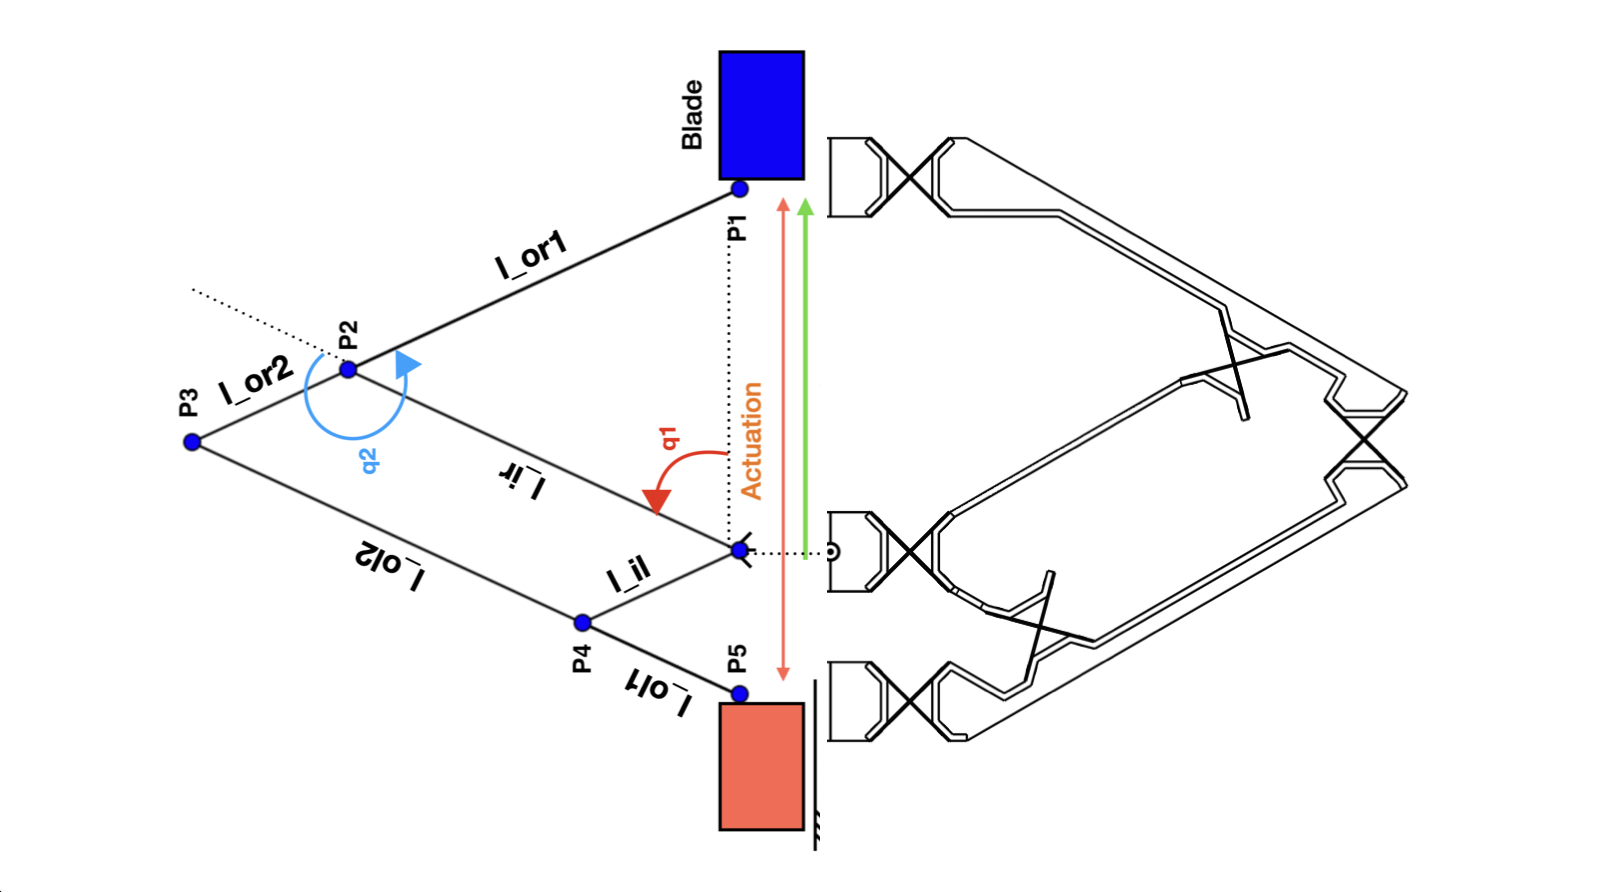 Blade
P1
l_or1
P2
l_or2
P3
q2
l_ir
q1
Actuation
l_ol2
l_il
P4
P5
l_ol1